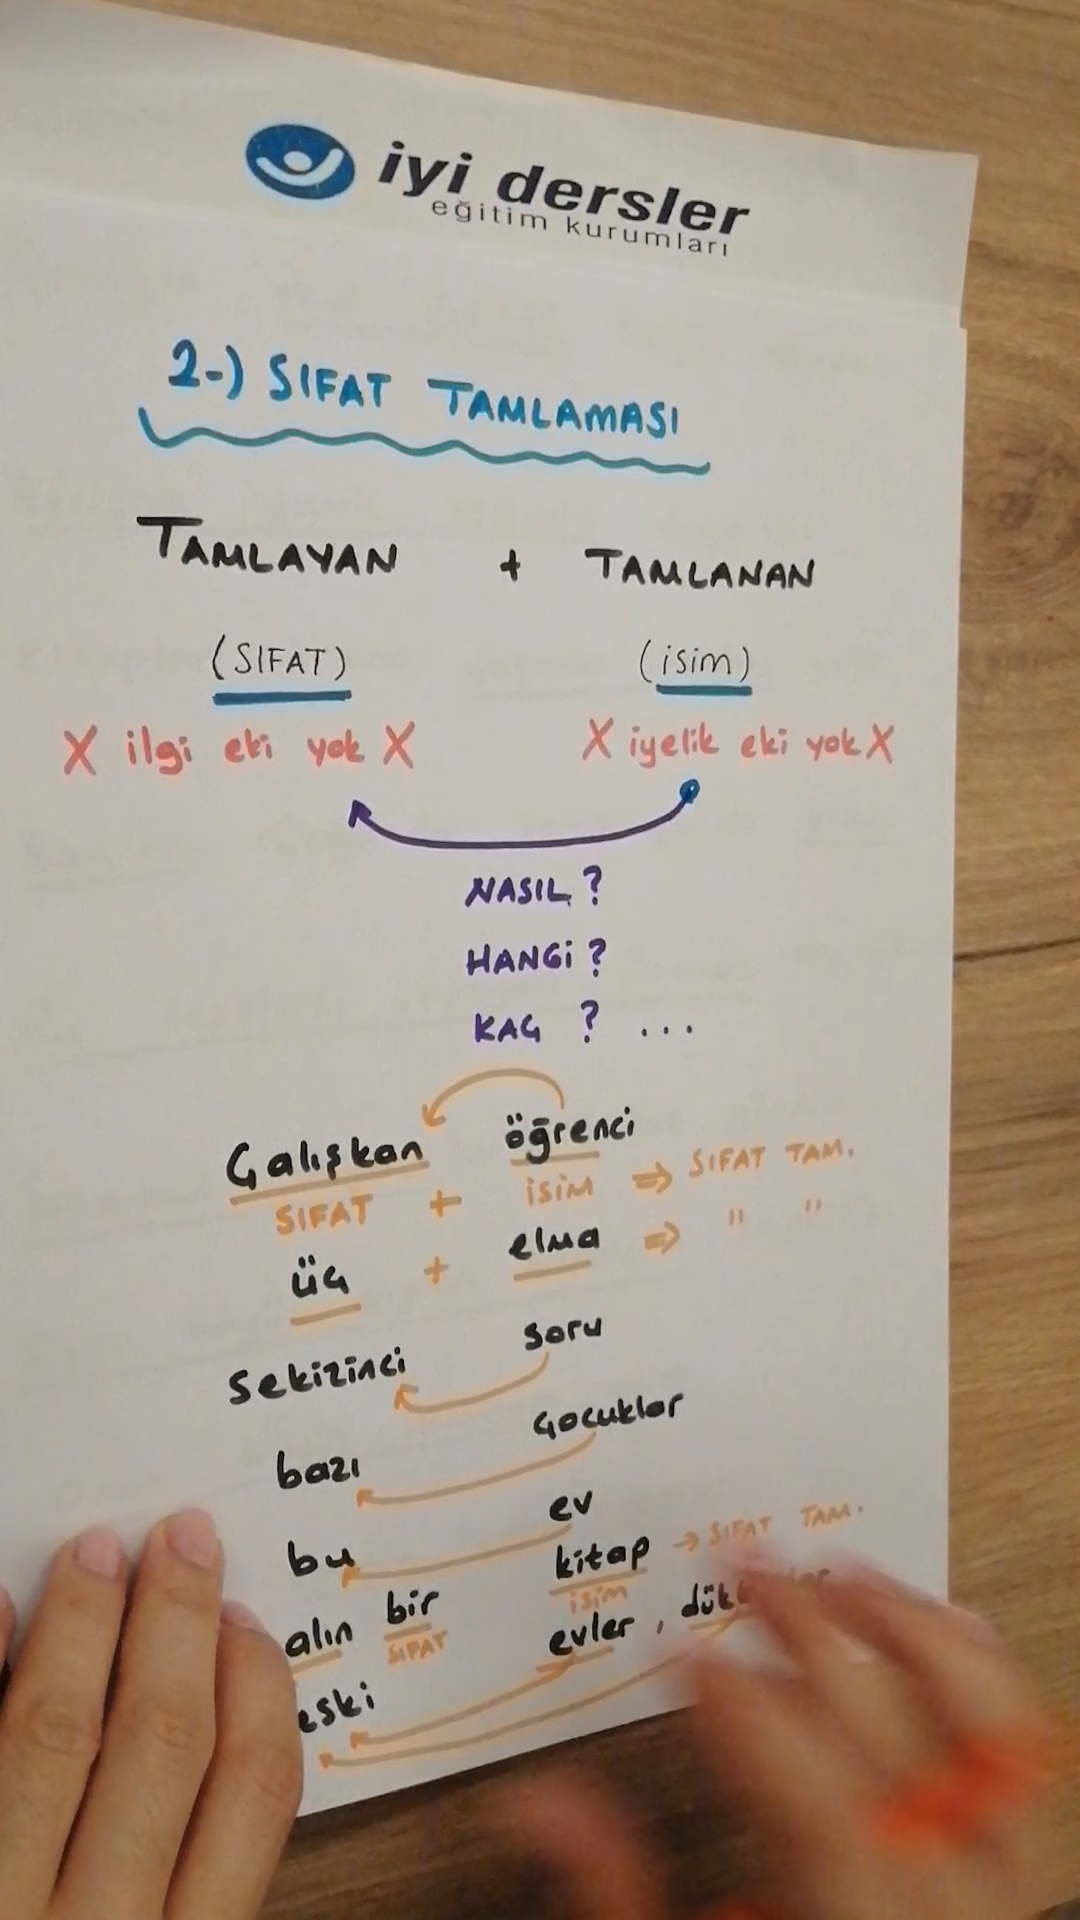 iyi dersler
eğitim kurumları
2-) SIFAT TAMLAMASI
TAMLAYAN + TAMLANAN
(SIFAT) (isim)
X ilgi eki yok X X iyelik eki yok X
NASIL ?
HANGİ ?
KAÇ ? ...
Çalışkan öğrenci
SIFAT + İSİM ⇒ SIFAT TAM.
üç + elma ⇒ " "
Sekizinci soru
bazı çocuklar
bu ev
alın bir kitap → SIFAT TAM.
SIFAT isim
eski evler ,